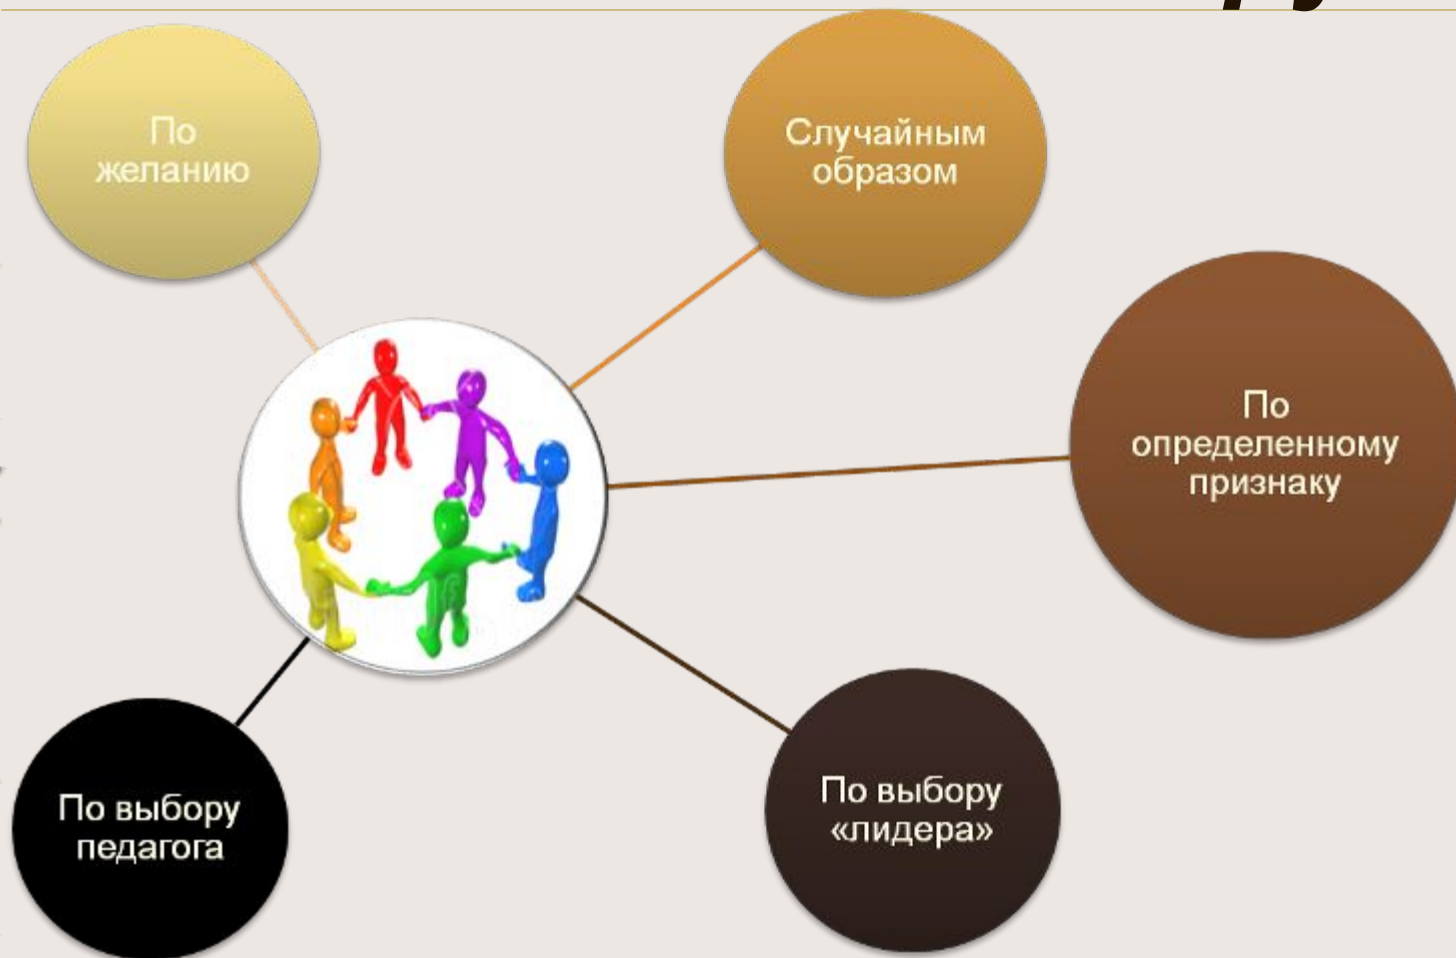 По
желанию
Случайным
образом
По
определенному
признаку
По выбору
«лидера»
По выбору
педагога